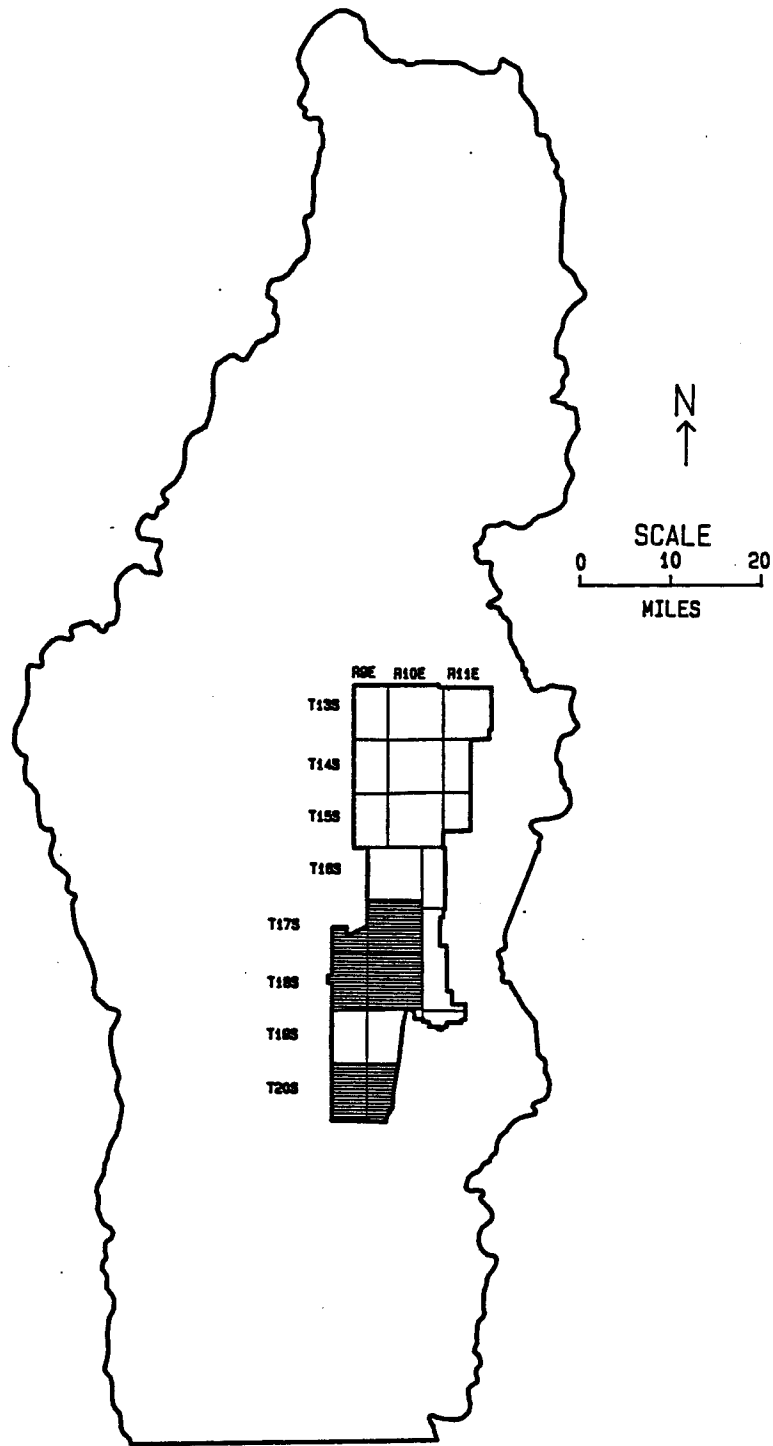 N
SCALE
0 10 20
MILES
R9E R10E R11E
T13S
T14S
T15S
T16S
T17S
T18S
T19S
T20S